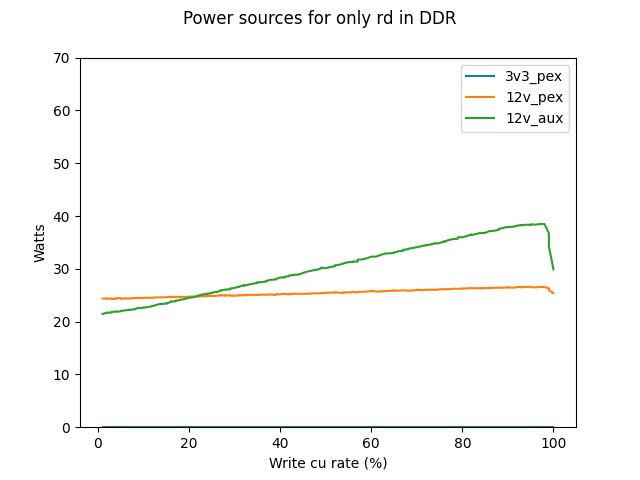 Power sources for only rd in DDR
70
60
50
40
30
20
10
0
Watts
3v3_pex
12v_pex
12v_aux
0 20 40 60 80 100
Write cu rate (%)